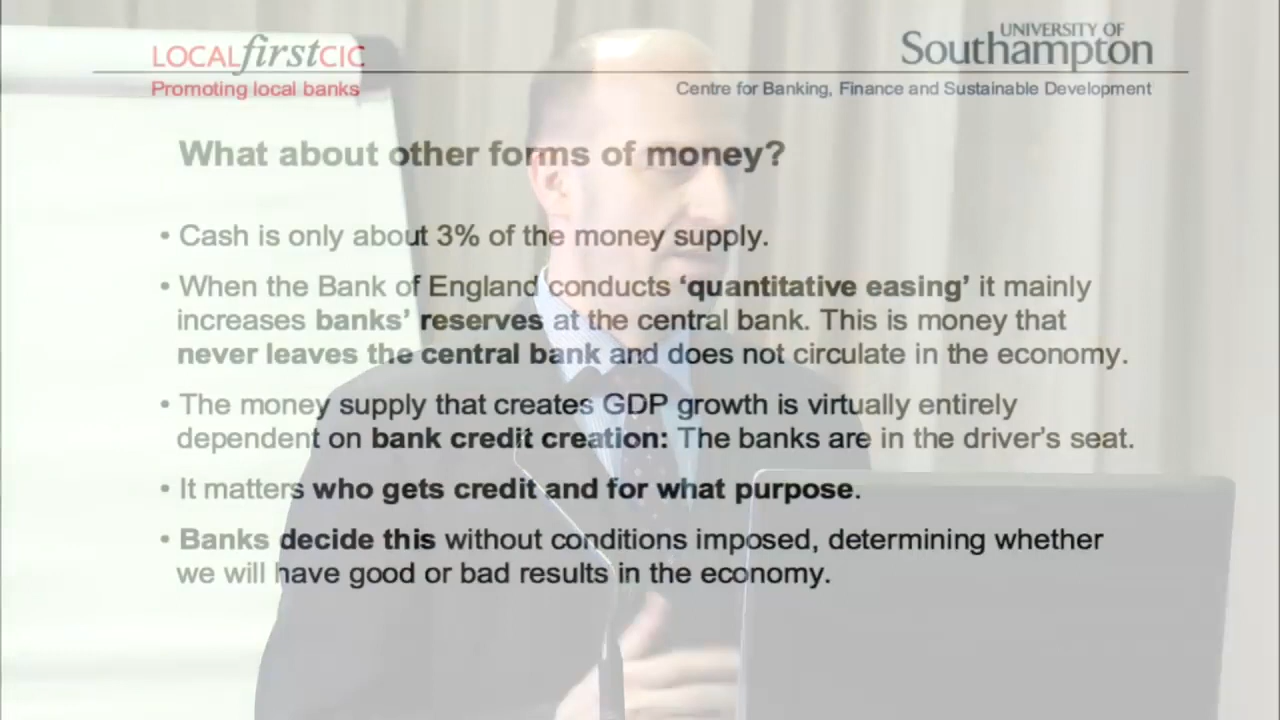 LOCALfirstCIC
UNIVERSITY OF
Southampton
Promoting local banks
Centre for Banking, Finance and Sustainable Development
What about other forms of money?
• Cash is only about 3% of the money supply.
• When the Bank of England conducts ‘quantitative easing’ it mainly
increases banks’ reserves at the central bank. This is money that
never leaves the central bank and does not circulate in the economy.
• The money supply that creates GDP growth is virtually entirely
dependent on bank credit creation: The banks are in the driver's seat.
• It matters who gets credit and for what purpose.
• Banks decide this without conditions imposed, determining whether
we will have good or bad results in the economy.